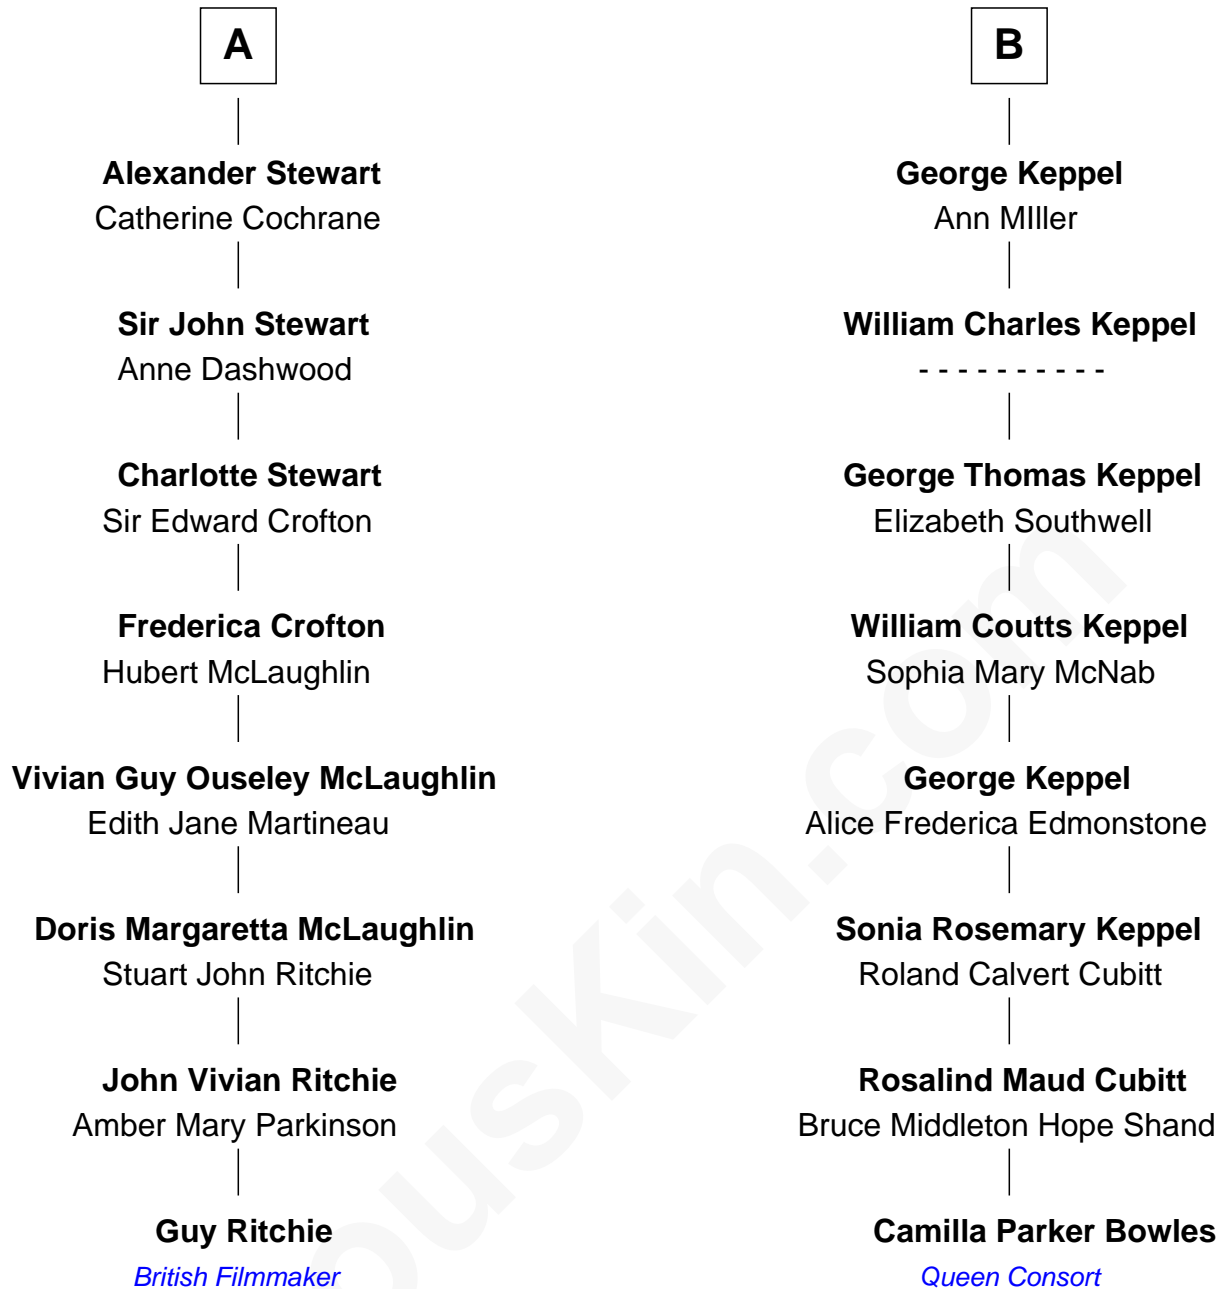 A
Alexander Stewart
Catherine Cochrane
Sir John Stewart
Anne Dashwood
Charlotte Stewart
Sir Edward Crofton
Frederica Crofton
Hubert McLaughlin
Vivian Guy Ouseley McLaughlin
Edith Jane Martineau
Doris Margaretta McLaughlin
Stuart John Ritchie
John Vivian Ritchie
Amber Mary Parkinson
Guy Ritchie
British Filmmaker
B
George Keppel
Ann MIller
William Charles Keppel
- - - - - - - - - -
George Thomas Keppel
Elizabeth Southwell
William Coutts Keppel
Sophia Mary McNab
George Keppel
Alice Frederica Edmonstone
Sonia Rosemary Keppel
Roland Calvert Cubitt
Rosalind Maud Cubitt
Bruce Middleton Hope Shand
Camilla Parker Bowles
Queen Consort
ousKin.com